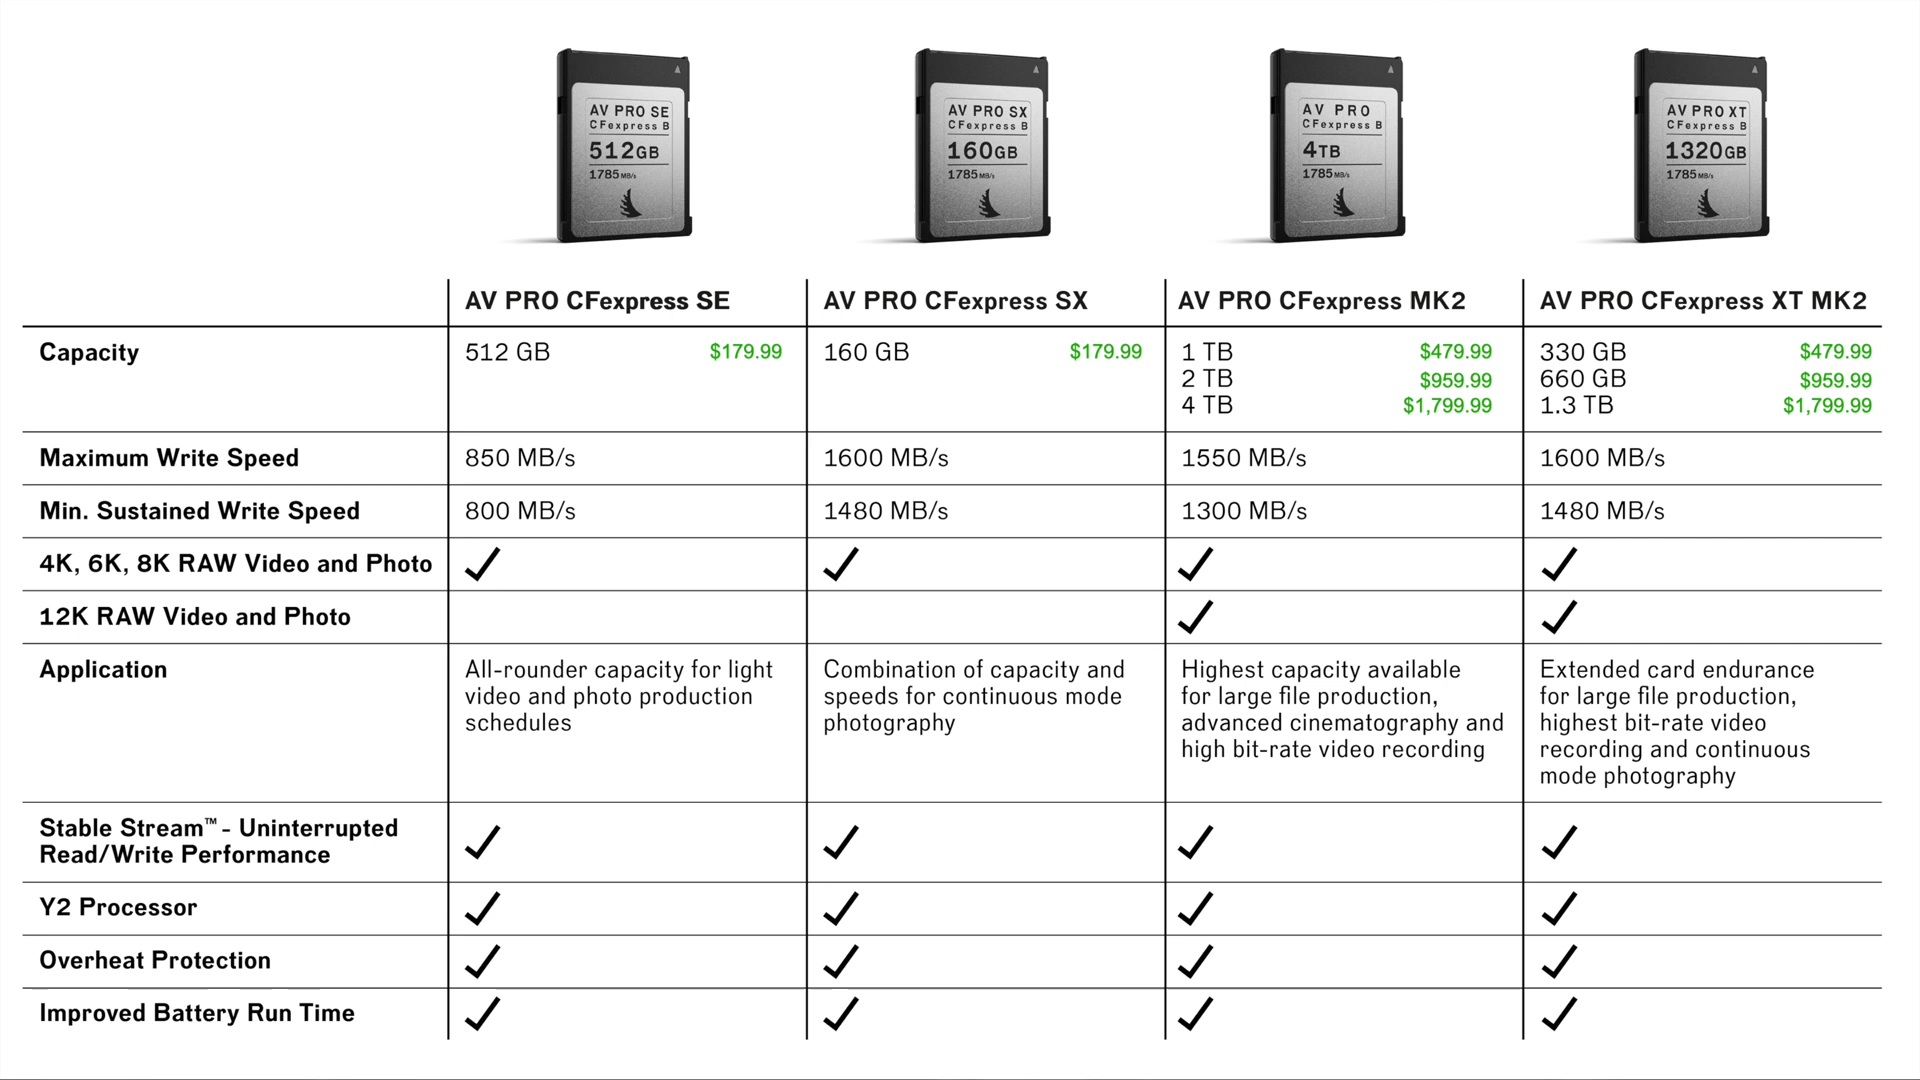 AV PRO SE
CFexpress B
512GB
1785MB/s
AV PRO SX
CFexpress B
160GB
1785MB/s
AV PRO
CFexpress B
4TB
1785MB/s
AV PRO XT
CFexpress B
1320GB
1785MB/s
AV PRO CFexpress SE
AV PRO CFexpress SX
AV PRO CFexpress MK2
AV PRO CFexpress XT MK2
Capacity
512 GB $179.99
160 GB $179.99
1 TB $479.99
2 TB $959.99
4 TB $1,799.99
330 GB $479.99
660 GB $959.99
1.3 TB $1,799.99
Maximum Write Speed
850 MB/s
1600 MB/s
1550 MB/s
1600 MB/s
Min. Sustained Write Speed
800 MB/s
1480 MB/s
1300 MB/s
1480 MB/s
4K, 6K, 8K RAW Video and Photo
12K RAW Video and Photo
Application
All-rounder capacity for light
video and photo production
schedules
Combination of capacity and
speeds for continuous mode
photography
Highest capacity available
for large file production,
advanced cinematography and
high bit-rate video recording
Extended card endurance
for large file production,
highest bit-rate video
recording and continuous
mode photography
Stable Stream™ - Uninterrupted
Read/Write Performance
Y2 Processor
Overheat Protection
Improved Battery Run Time